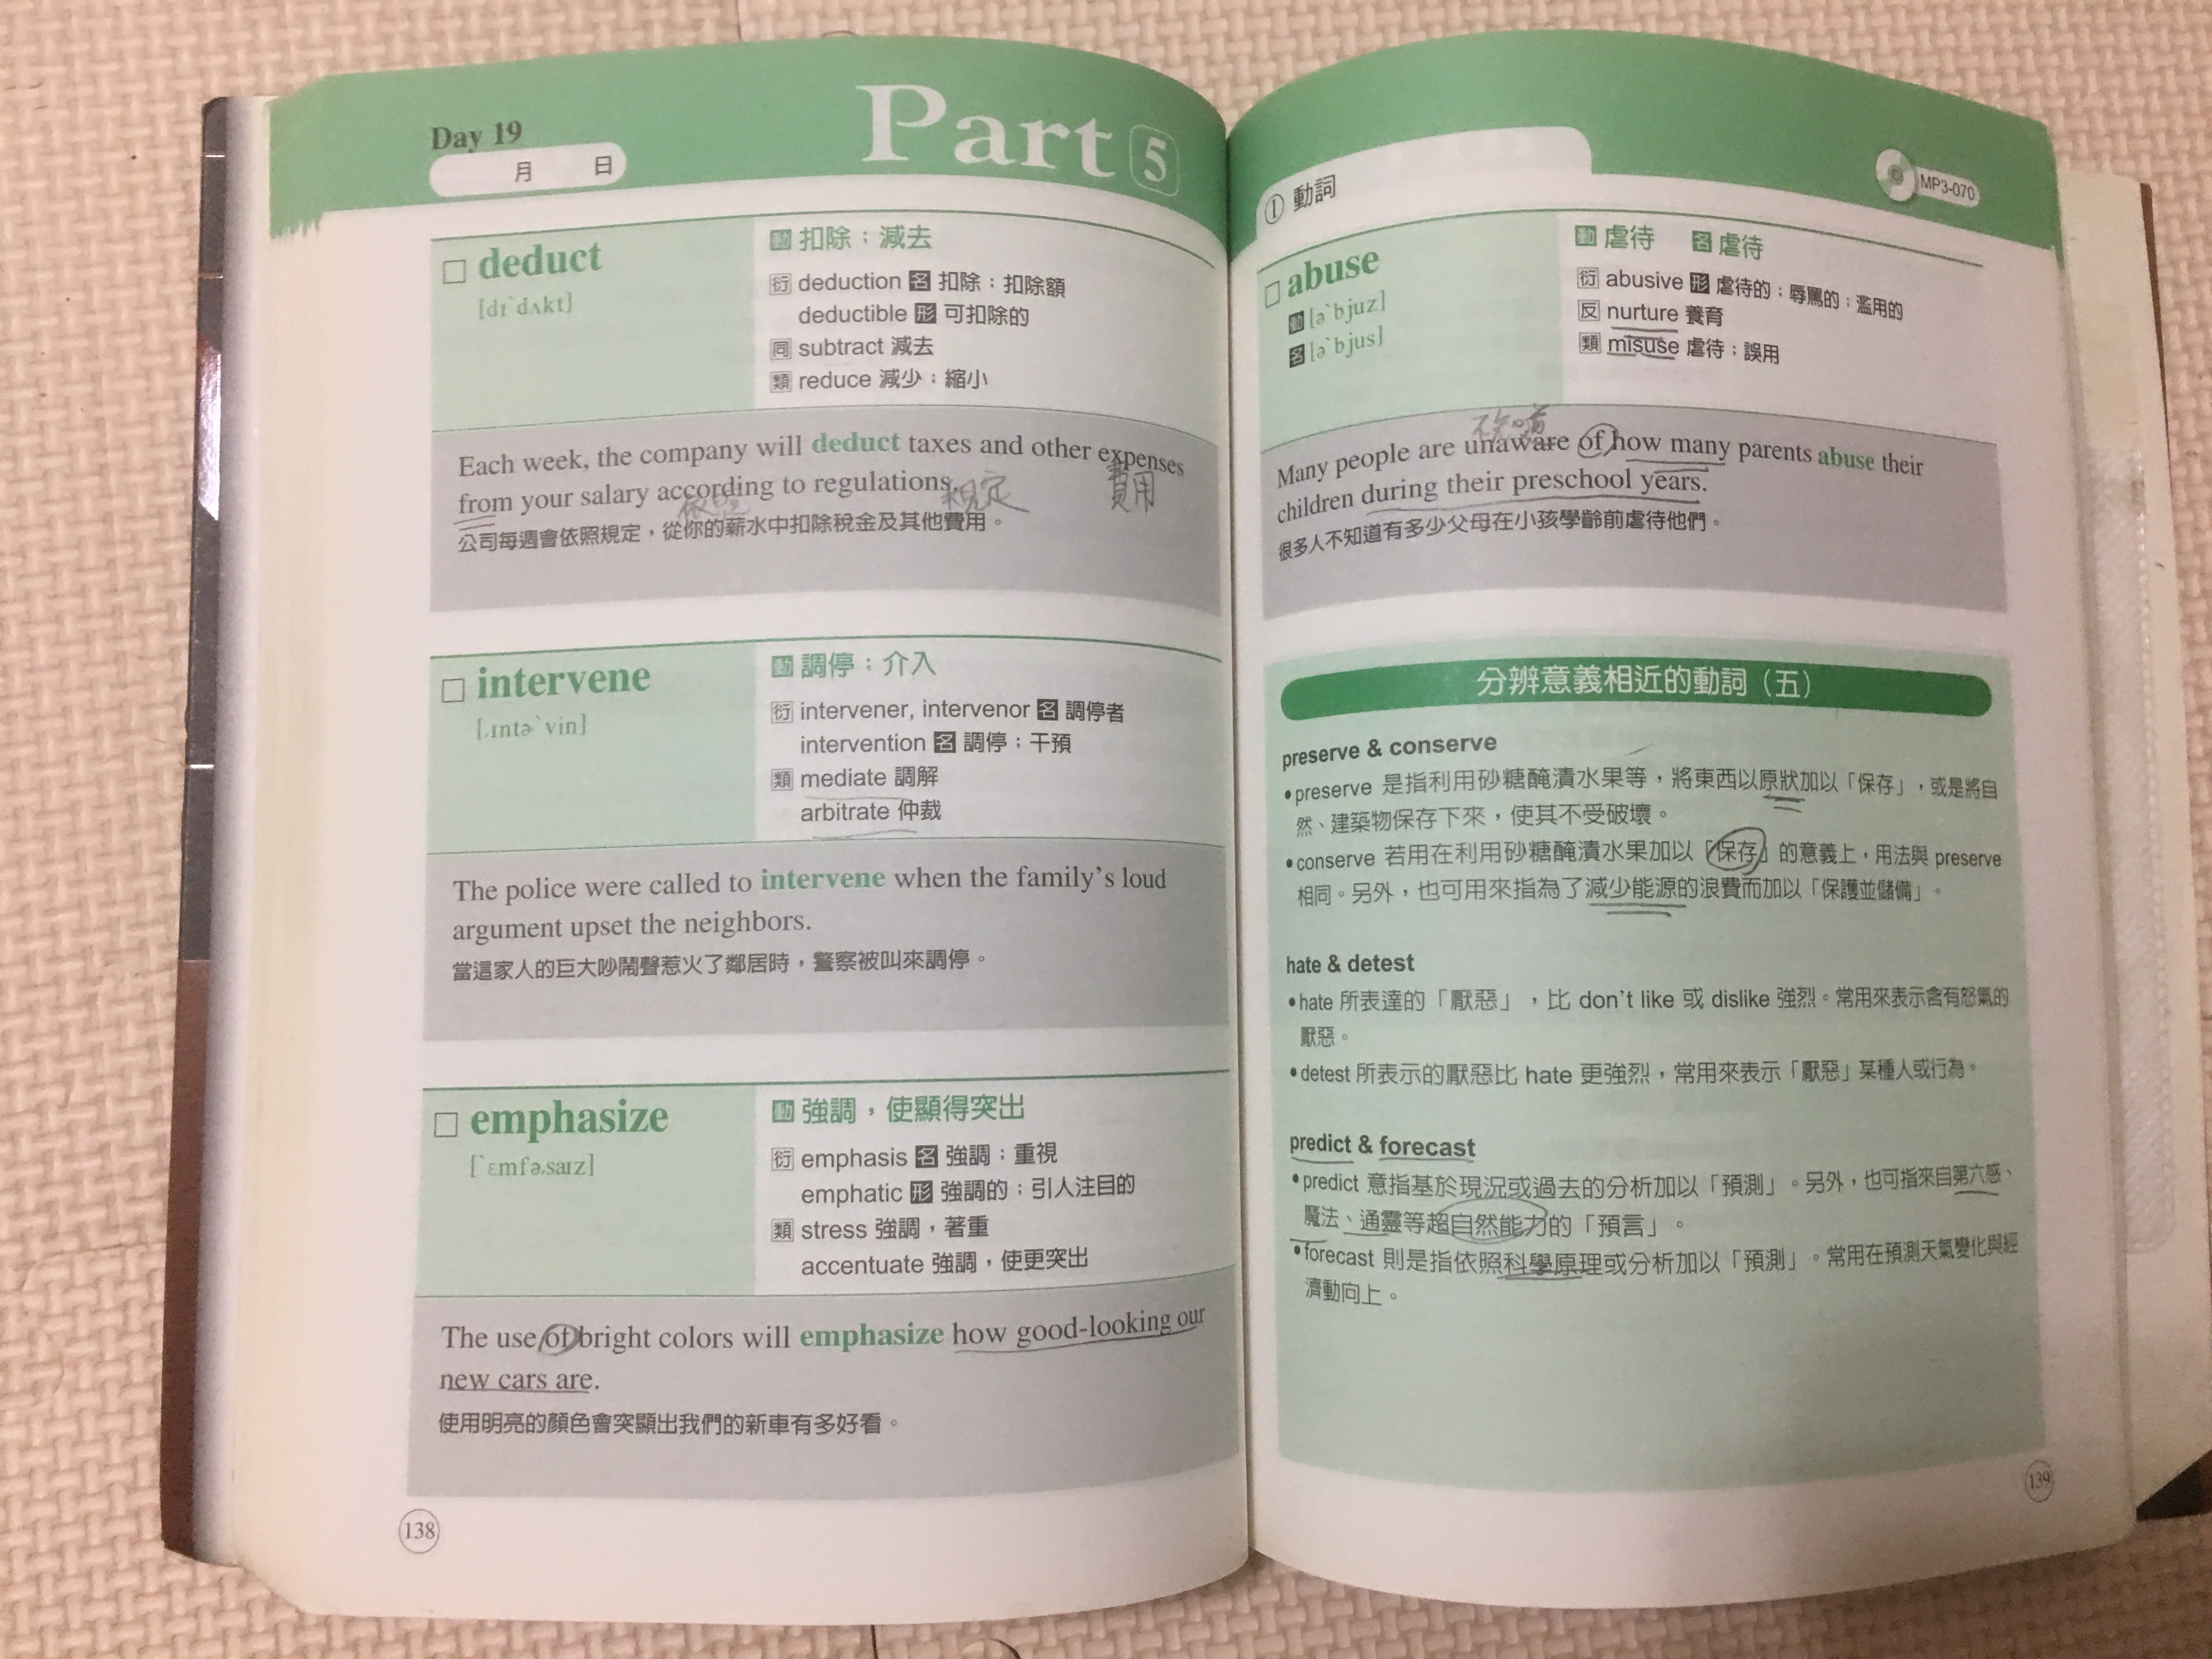 Day 19
月 日
Part 5
deduct
[dɪˋdʌkt]
動 扣除；減去
衍 deduction 名 扣除；扣除額
deductible 形 可扣除的
同 subtract 減去
類 reduce 減少；縮小
Each week, the company will deduct taxes and other expenses
費用
from your salary according to regulations.
依照 規定
公司每週會依照規定，從你的薪水中扣除稅金及其他費用。
intervene
[ˏɪntɚˋvin]
動 調停；介入
衍 intervener, intervenor 名 調停者
intervention 名 調停；干預
類 mediate 調解
arbitrate 仲裁
The police were called to intervene when the family's loud
argument upset the neighbors.
當這家人的巨大吵鬧聲惹火了鄰居時，警察被叫來調停。
emphasize
[ˋɛmfəˏsaɪz]
動 強調，使顯得突出
衍 emphasis 名 強調；重視
emphatic 形 強調的；引人注目的
類 stress 強調，著重
accentuate 強調，使更突出
The use of bright colors will emphasize how good-looking our
new cars are.
使用明亮的顏色會突顯出我們的新車有多好看。
138
① 動詞
MP3-070
abuse
動 [əˋbjuz]
名 [əˋbjus]
動 虐待 名 虐待
衍 abusive 形 虐待的；辱罵的；濫用的
反 nurture 養育
類 misuse 虐待；誤用
Many people are unaware of how many parents abuse their
children during their preschool years.
很多人不知道有多少父母在小孩學齡前虐待他們。
分辨意義相近的動詞（五）
preserve & conserve
•preserve 是指利用砂糖醃漬水果等，將東西以原狀加以「保存」，或是將自
然、建築物保存下來，使其不受破壞。
•conserve 若用在利用砂糖醃漬水果加以「保存」的意義上，用法與 preserve
相同。另外，也可用來指為了減少能源的浪費而加以「保護並儲備」。
hate & detest
•hate 所表達的「厭惡」，比 don't like 或 dislike 強烈。常用來表示含有怒氣的
厭惡。
•detest 所表示的厭惡比 hate 更強烈，常用來表示「厭惡」某種人或行為。
predict & forecast
•predict 意指基於現況或過去的分析加以「預測」。另外，也可指來自第六感、
魔法、通靈等超自然能力的「預言」。
•forecast 則是指依照科學原理或分析加以「預測」。常用在預測天氣變化與經
濟動向上。
139